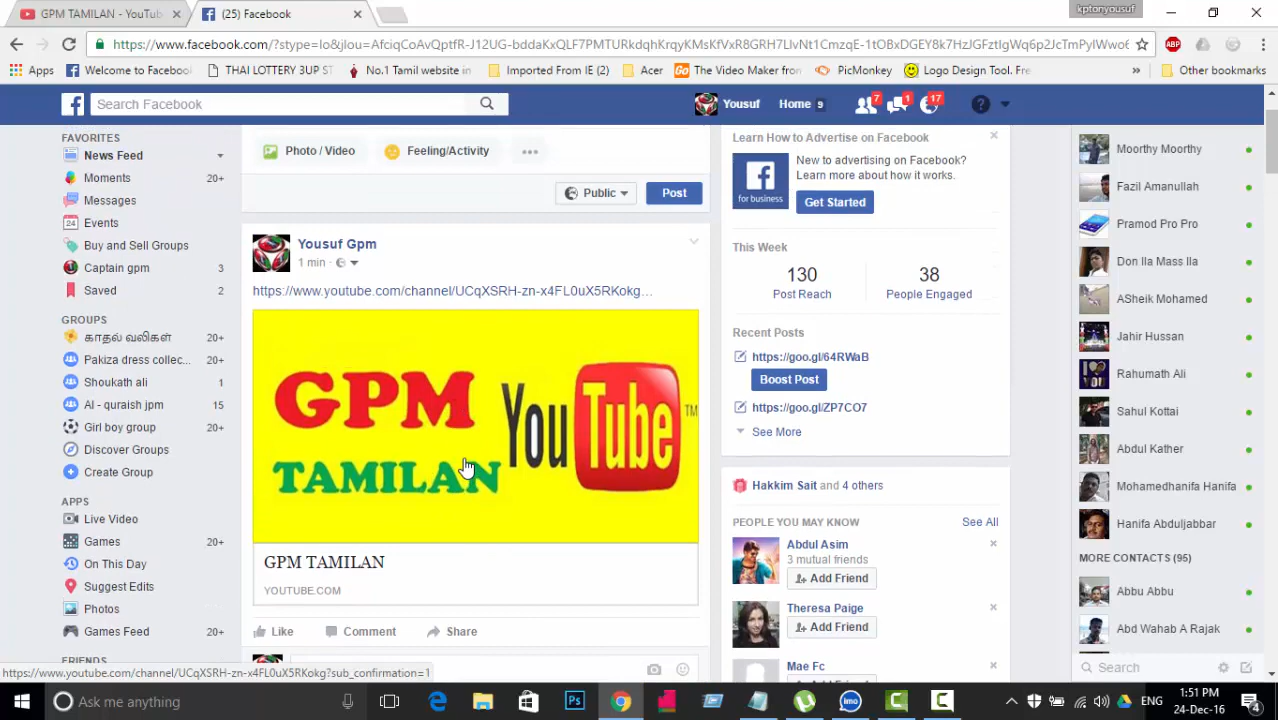 GPM TAMILAN - YouTub
(25) Facebook
kptonyousuf
https://www.facebook.com/?stype=lo&jlou=AfciqCoAvQptfR-J12UG-bddaKxQLF7PMTURkdqhKrqyKMsKfVxR8GRH7LlvNt1CmzqE-1tOBxDGEY8k7HzJGFztIgWq6p2JcTmPyIWwo6
Apps
Welcome to Facebook
THAI LOTTERY 3UP ST
No.1 Tamil website in
Imported From IE (2)
Acer
The Video Maker from
PicMonkey
Logo Design Tool. Fre
»
Other bookmarks
Search Facebook
Yousuf
Home 9
7
1
17
FAVORITES
News Feed
Moments 20+
Messages
Events
Buy and Sell Groups
Captain gpm 3
Saved 2
GROUPS
காதல் வலிகள் 20+
Pakiza dress collec... 20+
Shoukath ali 1
Al - quraish jpm 15
Girl boy group 20+
Discover Groups
Create Group
APPS
Live Video
Games 20+
On This Day
Suggest Edits
Photos
Games Feed 20+
FRIENDS
Photo / Video
Feeling/Activity
Public
Post
Yousuf Gpm
1 min
https://www.youtube.com/channel/UCqXSRH-zn-x4FL0uX5RKokg...
GPM
TAMILAN
YouTube
TM
GPM TAMILAN
YOUTUBE.COM
Like
Comment
Share
Learn How to Advertise on Facebook
New to advertising on Facebook?
Learn more about how it works.
for business
Get Started
This Week
130
Post Reach
38
People Engaged
Recent Posts
https://goo.gl/64RWaB
Boost Post
https://goo.gl/ZP7CO7
See More
Hakkim Sait and 4 others
PEOPLE YOU MAY KNOW
See All
Abdul Asim
3 mutual friends
Add Friend
Theresa Paige
Add Friend
Mae Fc
Moorthy Moorthy
Fazil Amanullah
Pramod Pro Pro
Don lla Mass lla
ASheik Mohamed
Jahir Hussan
Rahumath Ali
Sahul Kottai
Abdul Kather
Mohamedhanifa Hanifa
Hanifa Abduljabbar
MORE CONTACTS (95)
Abbu Abbu
Abd Wahab A Rajak
Search
https://www.youtube.com/channel/UCqXSRH-zn-x4FL0uX5RKokg?sub_confirmation=1
Ask me anything
ENG
1:51 PM
24-Dec-16
4